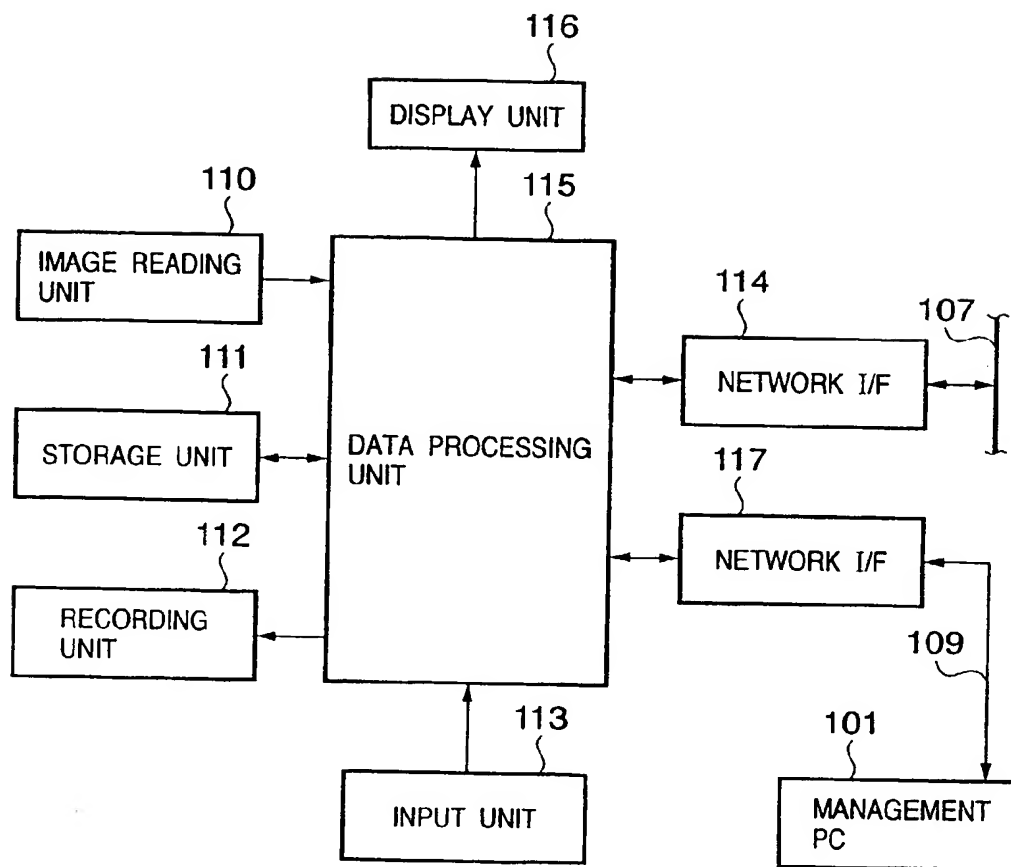 116
DISPLAY UNIT
110
115
IMAGE READING
UNIT
114
107
NETWORK I/F
111
STORAGE UNIT
DATA PROCESSING
UNIT
117
NETWORK I/F
112
RECORDING
UNIT
109
113
101
INPUT UNIT
MANAGEMENT
PC